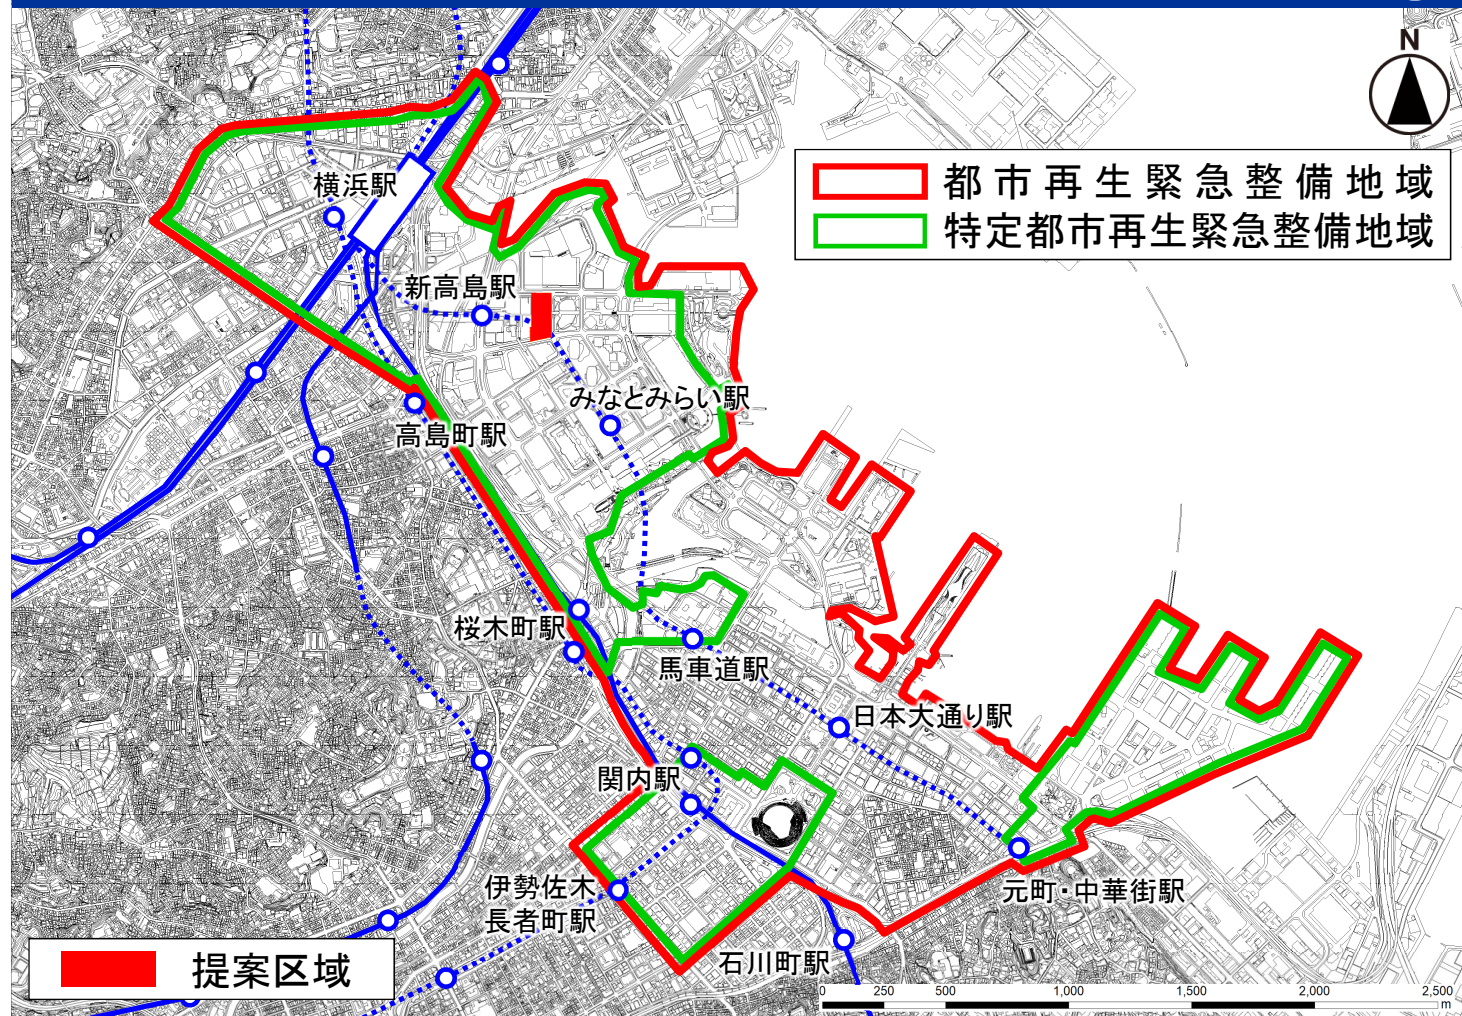 N
都市再生緊急整備地域
特定都市再生緊急整備地域
横浜駅
新高島駅
みなとみらい駅
高島町駅
桜木町駅
馬車道駅
日本大通り駅
関内駅
伊勢佐木
長者町駅
元町・中華街駅
石川町駅
提案区域
0 250 500 1,000 1,500 2,000 2,500
m